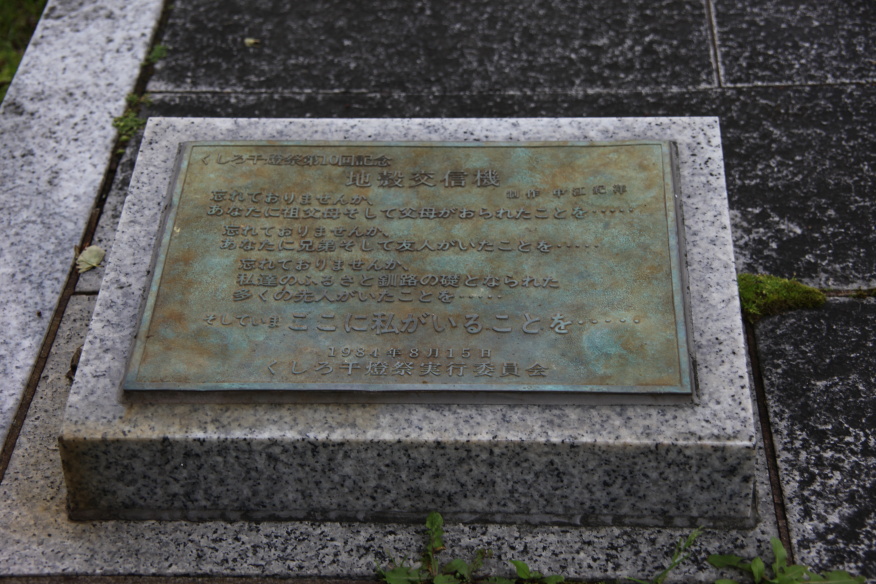 くしろ千燈祭第10回記念
地殻交信機
制作 中江紀洋
忘れておりませんか、
あなたに祖父母そして父母がおられたことを……
忘れておりませんか、
あなたに兄弟そして友人がいたことを……
忘れておりませんか、
私達のふるさと釧路の礎となられた
多くの先人がいたことを……
そしていま ここに私がいることを……
1984年8月15日
くしろ千燈祭実行委員会